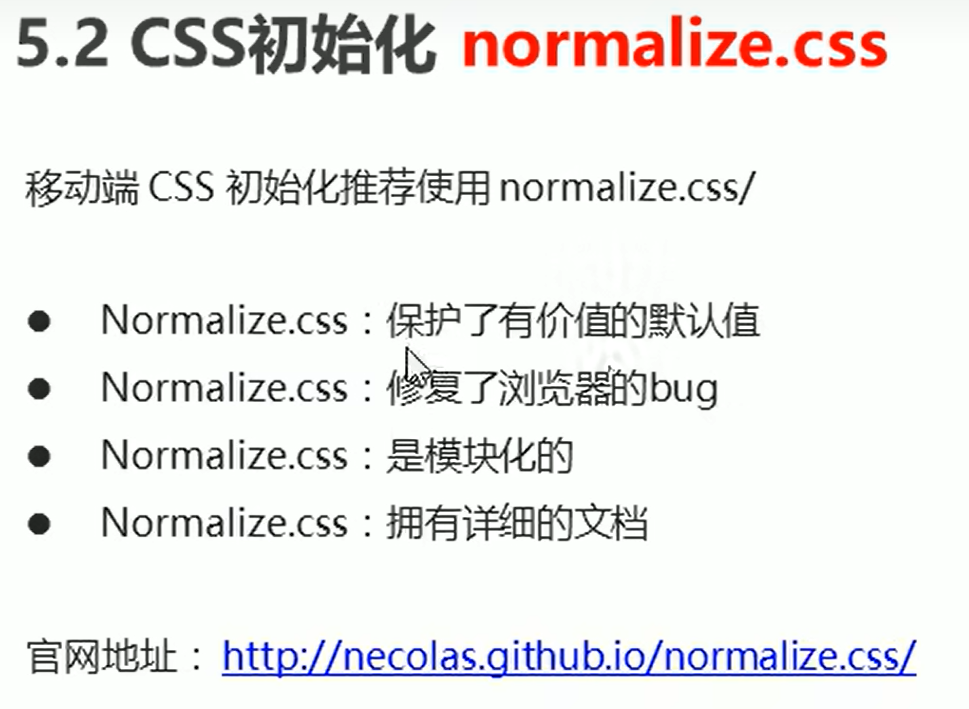 5.2 CSS初始化 normalize.css
移动端 CSS 初始化推荐使用 normalize.css/
● Normalize.css：保护了有价值的默认值
● Normalize.css：修复了浏览器的bug
● Normalize.css：是模块化的
● Normalize.css：拥有详细的文档
官网地址： http://necolas.github.io/normalize.css/